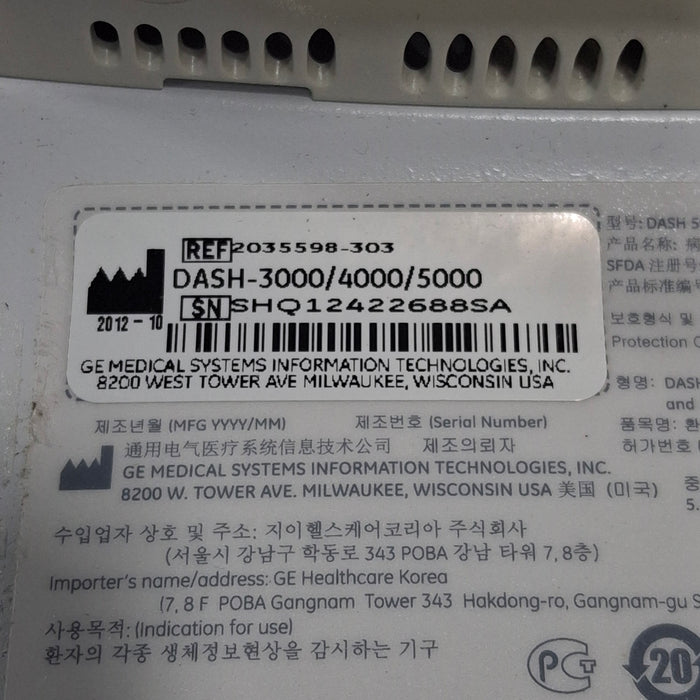 REF 2035598-303
DASH-3000/4000/5000
SN SHQ12422688SA
2012-10
GE MEDICAL SYSTEMS INFORMATION TECHNOLOGIES, INC.
8200 WEST TOWER AVE MILWAUKEE, WISCONSIN USA
제조년월 (MFG YYYY/MM) 제조번호 (Serial Number)
通用电气医疗系统信息技术公司 제조의뢰자
GE MEDICAL SYSTEMS INFORMATION TECHNOLOGIES, INC.
8200 W. TOWER AVE. MILWAUKEE, WISCONSIN USA 美国 (미국)
수입업자 상호 및 주소: 지이헬스케어코리아 주식회사
(서울시 강남구 학동로 343 POBA 강남 타워 7, 8층)
Importer's name/address: GE Healthcare Korea
(7, 8 F POBA Gangnam Tower 343 Hakdong-ro, Gangnam-gu S
사용목적: (Indication for use)
환자의 각종 생체정보현상을 감시하는 기구
型号: DASH 5
产品名称: 病
SFDA 注册号
产品标准编号
보호형식 및
Protection C
형명: DASH
and
품목명: 환
허가번호
중
5.
PCT
20